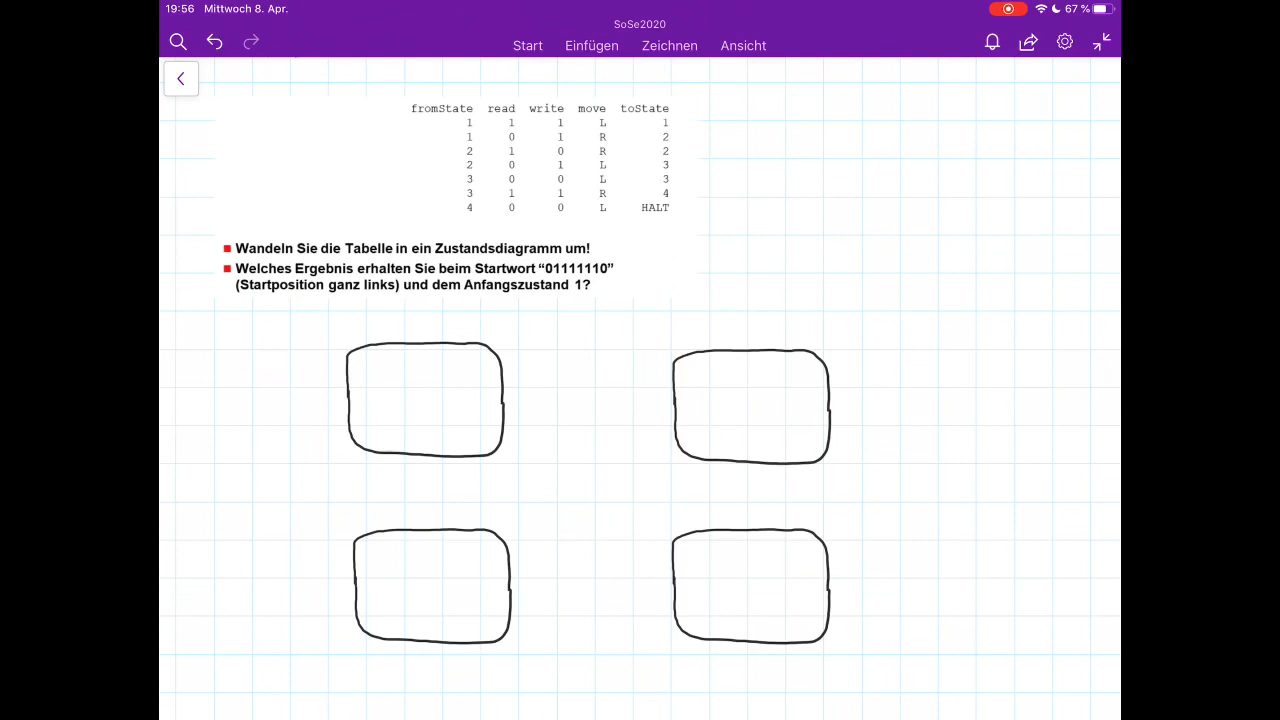 19:56 Mittwoch 8. Apr.
67 %
SoSe2020
Start Einfügen Zeichnen Ansicht
fromState read write move toState
1 1 1 L 1
1 0 1 R 2
2 1 0 R 2
2 0 1 L 3
3 0 0 L 3
3 1 1 R 4
4 0 0 L HALT
Wandeln Sie die Tabelle in ein Zustandsdiagramm um!
Welches Ergebnis erhalten Sie beim Startwort “01111110”
(Startposition ganz links) und dem Anfangszustand 1?